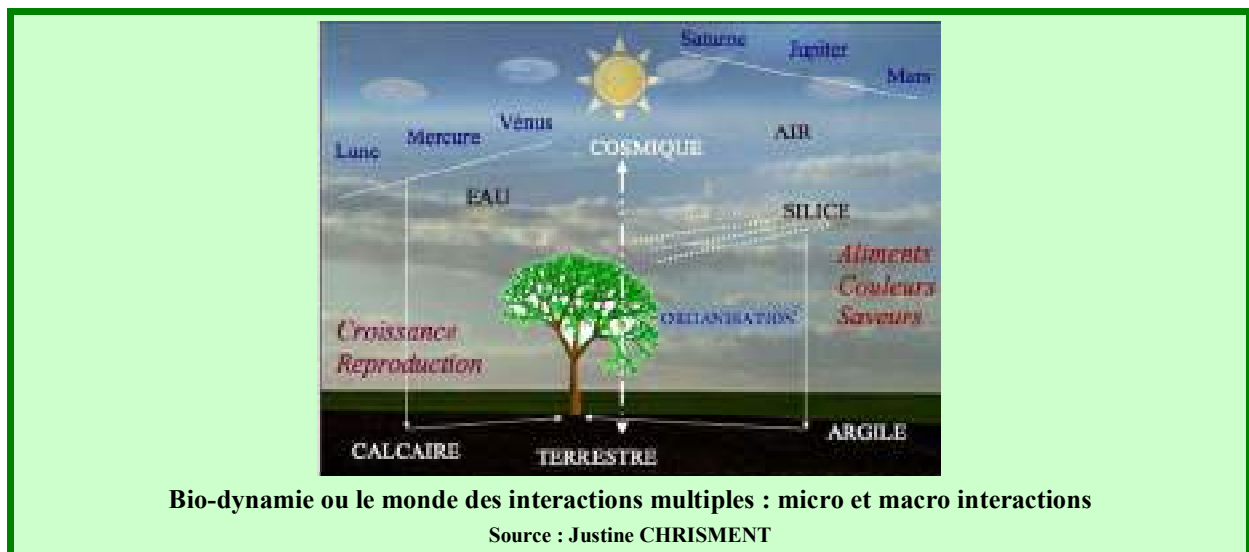 Saturne
Jupiter
Mars
Vénus
Mercure
Lune
COSMIQUE
AIR
EAU
SILICE
Aliments
Couleurs
Saveurs
ORGANISATION
Croissance
Reproduction
ARGILE
CALCAIRE
TERRESTRE
Bio-dynamie ou le monde des interactions multiples : micro et macro interactions
Source : Justine CHRISMENT